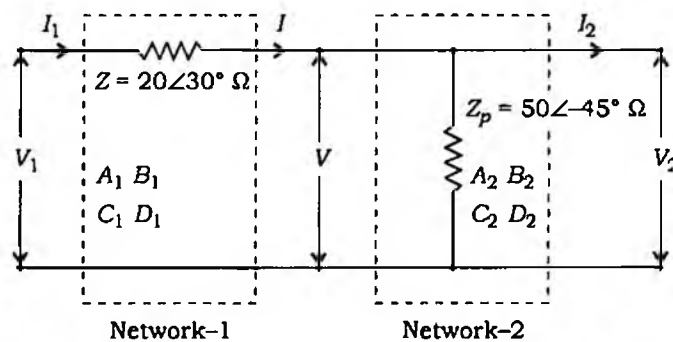 I₁ I I₂
Z = 20∠30° Ω
Zₚ = 50∠–45° Ω
V₁ V V₂
A₁ B₁ A₂ B₂
C₁ D₁ C₂ D₂
Network–1 Network–2